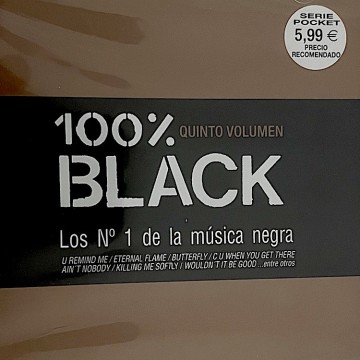 SERIE
POCKET
5,99 €
PRECIO
RECOMENDADO
100% QUINTO VOLUMEN
BLACK
Los Nº 1 de la música negra
U REMIND ME / ETERNAL FLAME / BUTTERFLY / C U WHEN YOU GET THERE
AIN´T NOBODY / KILLING ME SOFTLY / WOULDN´T IT BE GOOD ...entre otros